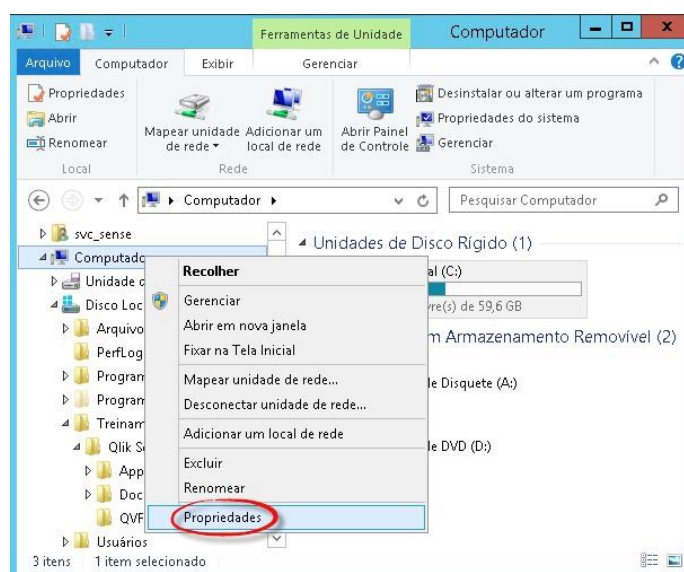 Ferramentas de Unidade
Computador
Arquivo
Computador
Exibir
Gerenciar
Propriedades
Abrir
Renomear
Local
Mapear unidade
de rede
Adicionar um
local de rede
Rede
Abrir Painel
de Controle
Desinstalar ou alterar um programa
Propriedades do sistema
Gerenciar
Sistema
Computador
Pesquisar Computador
svc_sense
Computado
Unidade d
Disco Loc
Arquivo
PerfLog
Program
Program
Treinam
Qlik S
App
Doc
QVF
Usuários
Recolher
Gerenciar
Abrir em nova janela
Fixar na Tela Inicial
Mapear unidade de rede...
Desconectar unidade de rede...
Adicionar um local de rede
Excluir
Renomear
Propriedades
Unidades de Disco Rígido (1)
al (C:)
vre(s) de 59,6 GB
m Armazenamento Removível (2)
de Disquete (A:)
de DVD (D:)
3 itens
1 item selecionado